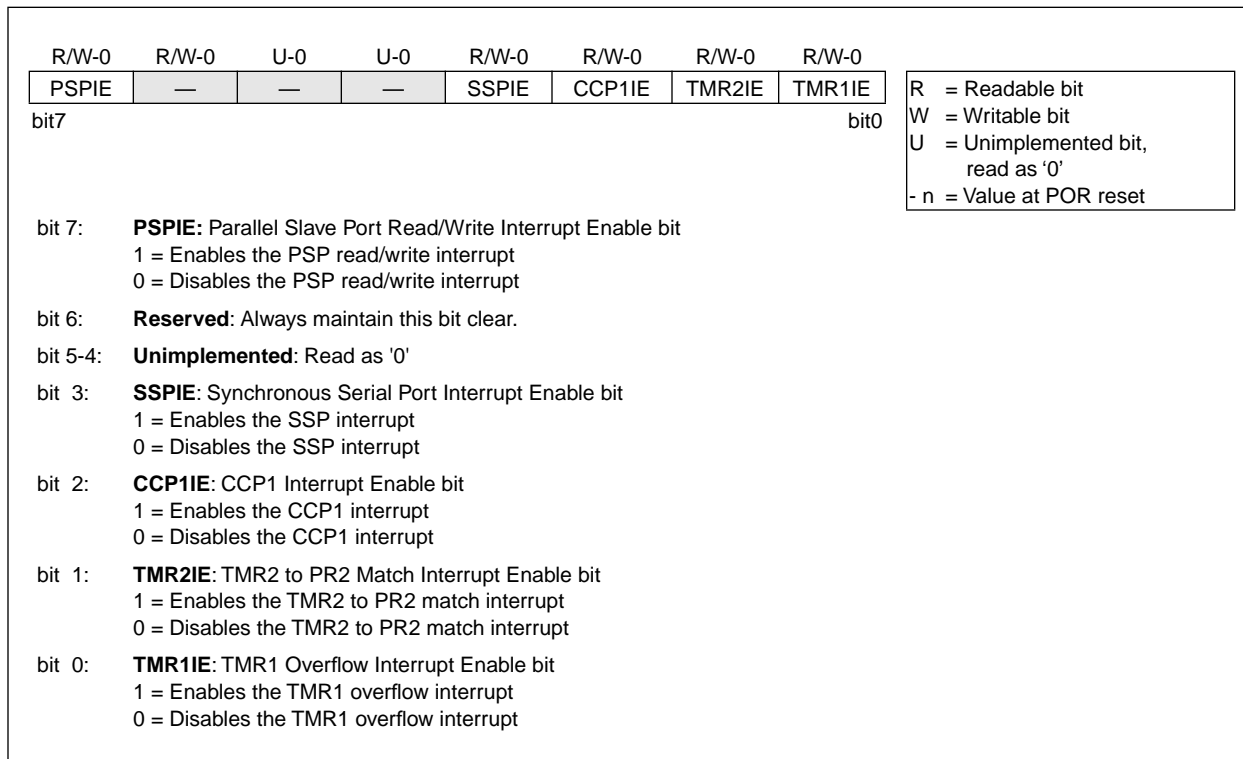 R/W-0 R/W-0 U-0 U-0 R/W-0 R/W-0 R/W-0 R/W-0
PSPIE — — — SSPIE CCP1IE TMR2IE TMR1IE
bit7 bit0
R = Readable bit
W = Writable bit
U = Unimplemented bit,
read as ‘0’
- n = Value at POR reset
bit 7: PSPIE: Parallel Slave Port Read/Write Interrupt Enable bit
1 = Enables the PSP read/write interrupt
0 = Disables the PSP read/write interrupt
bit 6: Reserved: Always maintain this bit clear.
bit 5-4: Unimplemented: Read as '0'
bit 3: SSPIE: Synchronous Serial Port Interrupt Enable bit
1 = Enables the SSP interrupt
0 = Disables the SSP interrupt
bit 2: CCP1IE: CCP1 Interrupt Enable bit
1 = Enables the CCP1 interrupt
0 = Disables the CCP1 interrupt
bit 1: TMR2IE: TMR2 to PR2 Match Interrupt Enable bit
1 = Enables the TMR2 to PR2 match interrupt
0 = Disables the TMR2 to PR2 match interrupt
bit 0: TMR1IE: TMR1 Overflow Interrupt Enable bit
1 = Enables the TMR1 overflow interrupt
0 = Disables the TMR1 overflow interrupt